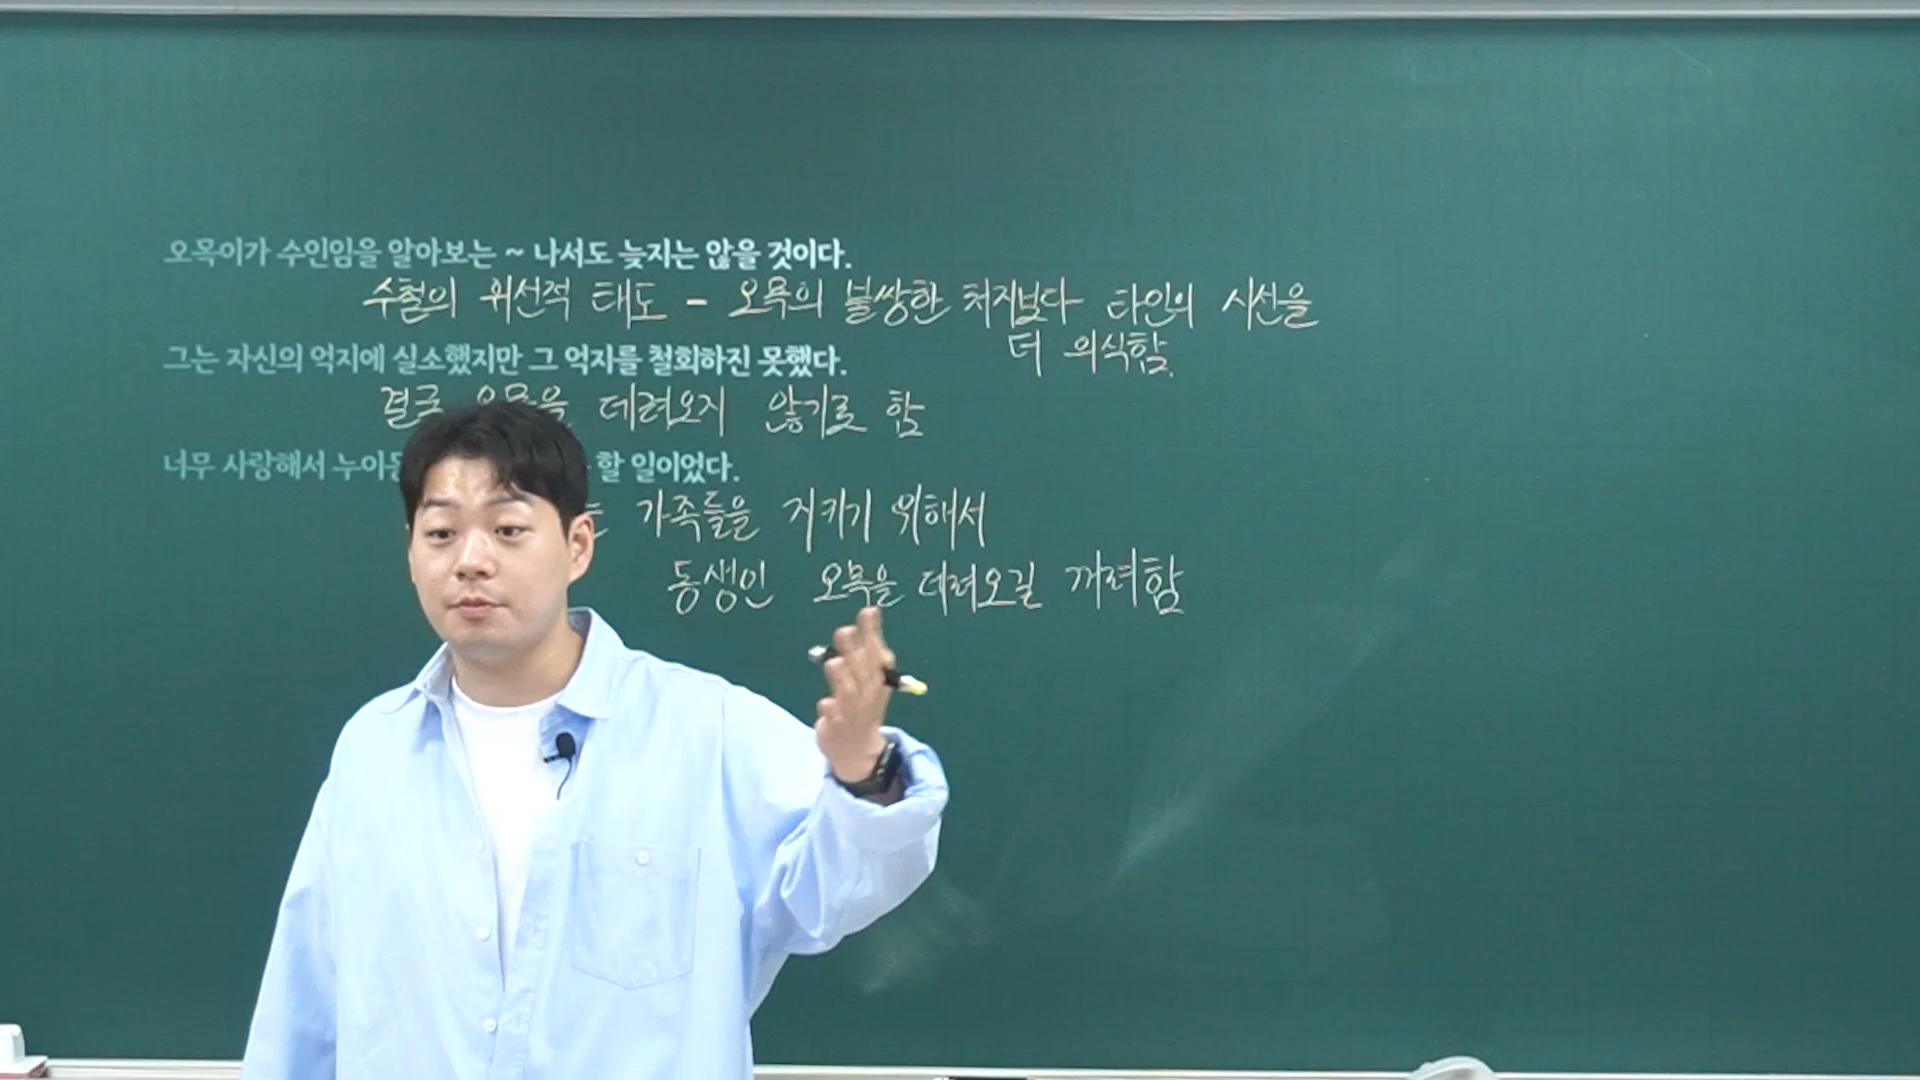 오목이가 수인임을 알아보는 ~ 나서도 늦지는 않을 것이다.
수철의 위선적 태도 - 오목의 불쌍한 처지보다 타인의 시선을
더 의식함.
그는 자신의 억지에 실소했지만 그 억지를 철회하진 못했다.
결국 오목을 데려오지 않기로 함
너무 사랑해서 할 일이었다.
가족들을 지키기 위해서
동생인 오목을 데려오길 꺼려함